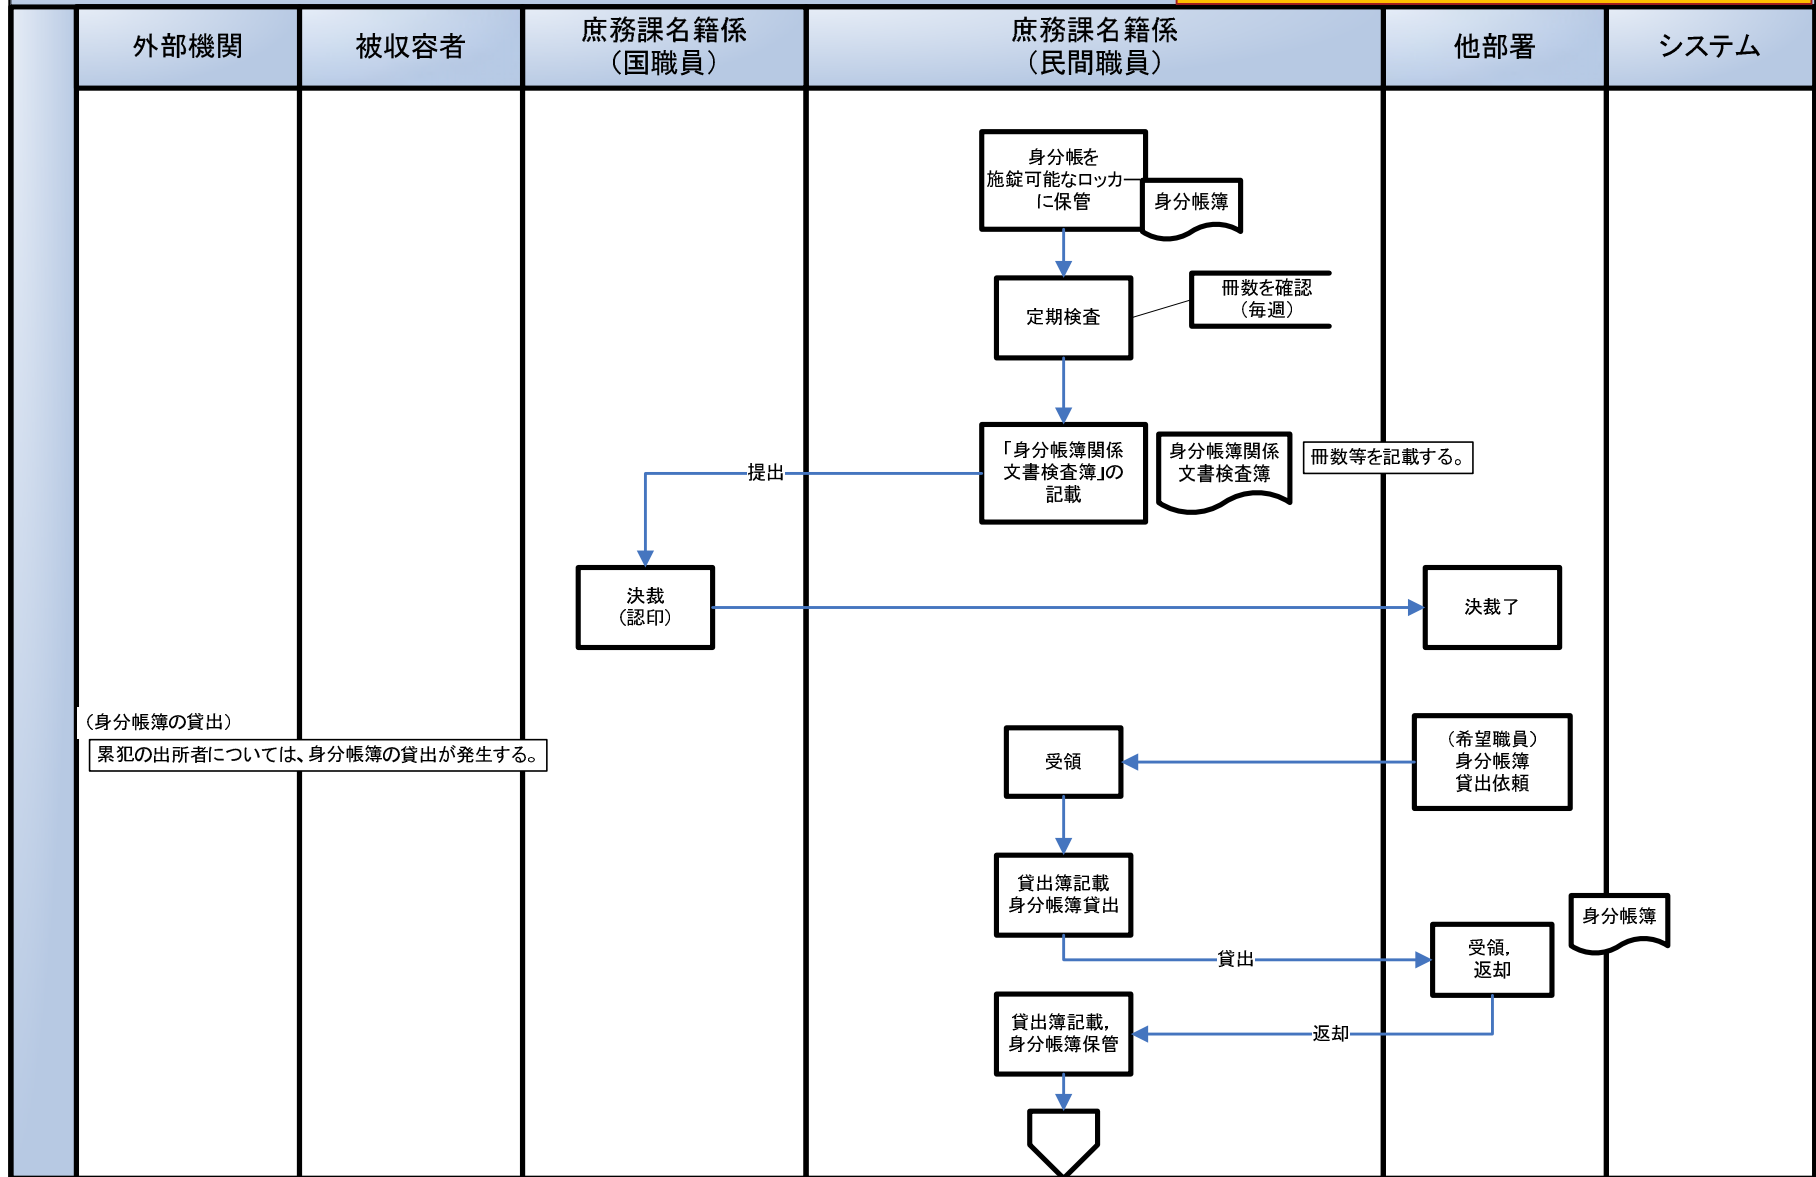 外部機関
被収容者
庶務課名籍係
（国職員）
庶務課名籍係
（民間職員）
他部署
システム
身分帳を
施錠可能なロッカー
に保管
身分帳簿
定期検査
冊数を確認
（毎週）
「身分帳簿関係
文書検査簿」の
記載
身分帳簿関係
文書検査簿
冊数等を記載する。
提出
決裁
（認印）
決裁了
（身分帳簿の貸出）
累犯の出所者については、身分帳簿の貸出が発生する。
受領
（希望職員）
身分帳簿
貸出依頼
貸出簿記載
身分帳簿貸出
身分帳簿
貸出
受領，
返却
貸出簿記載，
身分帳簿保管
返却